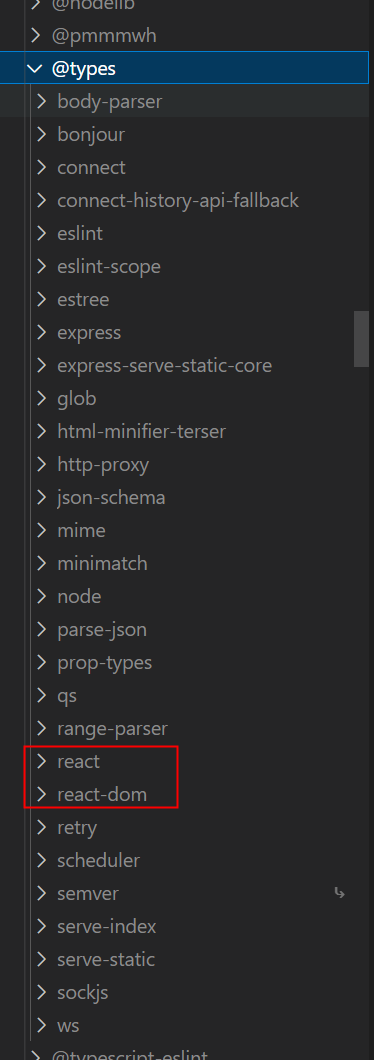 @nodelib
@pmmmwh
@types
body-parser
bonjour
connect
connect-history-api-fallback
eslint
eslint-scope
estree
express
express-serve-static-core
glob
html-minifier-terser
http-proxy
json-schema
mime
minimatch
node
parse-json
prop-types
qs
range-parser
react
react-dom
retry
scheduler
semver
serve-index
serve-static
sockjs
ws
@typescript-eslint